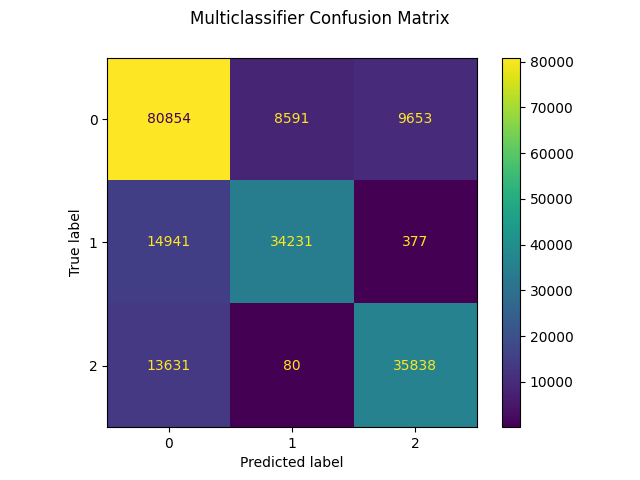 Multiclassifier Confusion Matrix
0 80854 8591 9653
1 14941 34231 377
2 13631 80 35838
0 1 2
True label
Predicted label
80000
70000
60000
50000
40000
30000
20000
10000